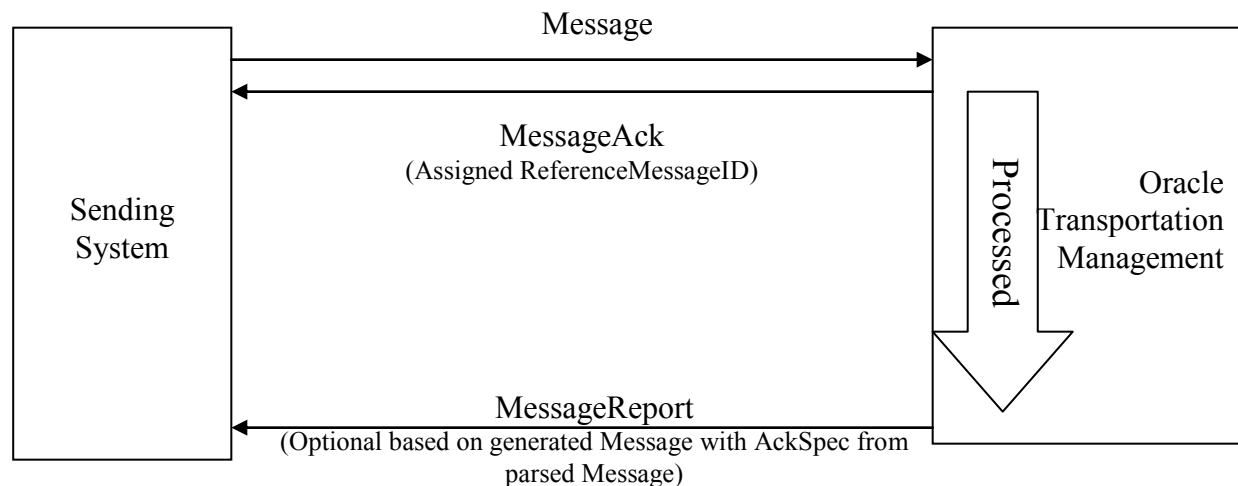 Message
MessageAck
(Assigned ReferenceMessageID)
Sending
System
Processed
Oracle
Transportation
Management
MessageReport
(Optional based on generated Message with AckSpec from
parsed Message)